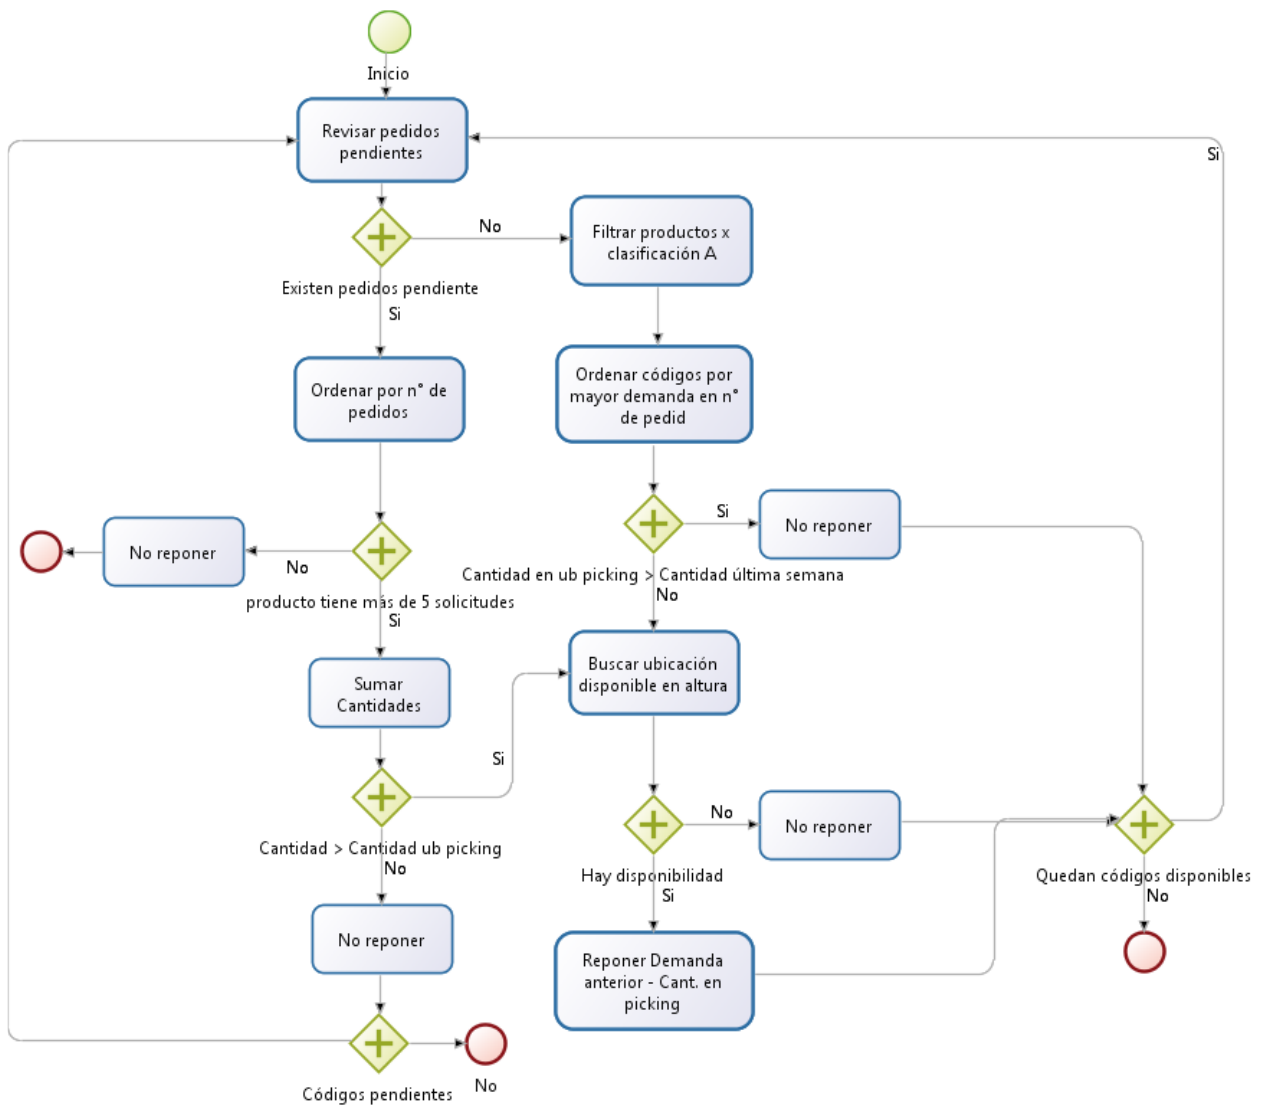 Inicio
Revisar pedidos
pendientes
Si
No
Filtrar productos x
clasificación A
Existen pedidos pendiente
Si
Ordenar por n° de
pedidos
Ordenar códigos por
mayor demanda en n°
de pedid
Si
No reponer
No reponer
No
Cantidad en ub picking > Cantidad última semana
No
producto tiene más de 5 solicitudes
Si
Buscar ubicación
disponible en altura
Sumar
Cantidades
Si
No
No reponer
Cantidad > Cantidad ub picking
No
Hay disponibilidad
Si
Quedan códigos disponibles
No
No reponer
Reponer Demanda
anterior - Cant. en
picking
Códigos pendientes
No